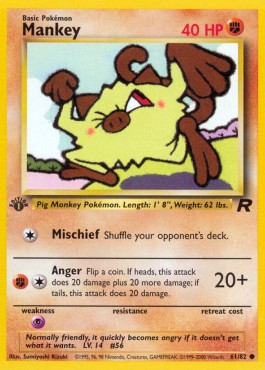 Basic Pokémon
Mankey
40 HP
EDITION
1
R
Pig Monkey Pokémon. Length: 1' 8", Weight: 62 lbs.
Mischief Shuffle your opponent's deck.
Anger Flip a coin. If heads, this attack
does 20 damage plus 20 more damage; if
tails, this attack does 20 damage.
20+
weakness resistance retreat cost
Normally friendly, it quickly becomes angry if it doesn't get
what it wants. LV. 14 #56
Illus. Sumiyoshi Kizuki ©1995, 96, 98 Nintendo, Creatures, GAMEFREAK. ©1999-2000 Wizards. 61/82